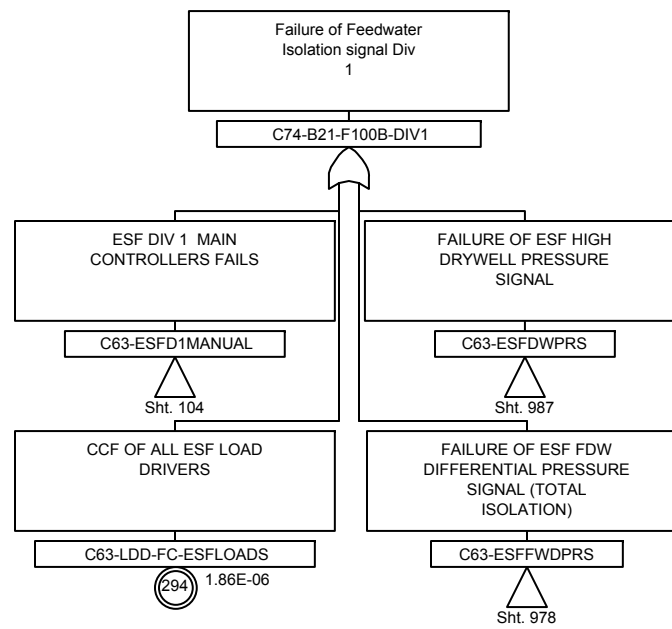 Failure of Feedwater
Isolation signal Div
1
C74-B21-F100B-DIV1
ESF DIV 1 MAIN
CONTROLLERS FAILS
C63-ESFD1MANUAL
Sht. 104
FAILURE OF ESF HIGH
DRYWELL PRESSURE
SIGNAL
C63-ESFDWPRS
Sht. 987
CCF OF ALL ESF LOAD
DRIVERS
C63-LDD-FC-ESFLOADS
294
1.86E-06
FAILURE OF ESF FDW
DIFFERENTIAL PRESSURE
SIGNAL (TOTAL
ISOLATION)
C63-ESFFWDPRS
Sht. 978